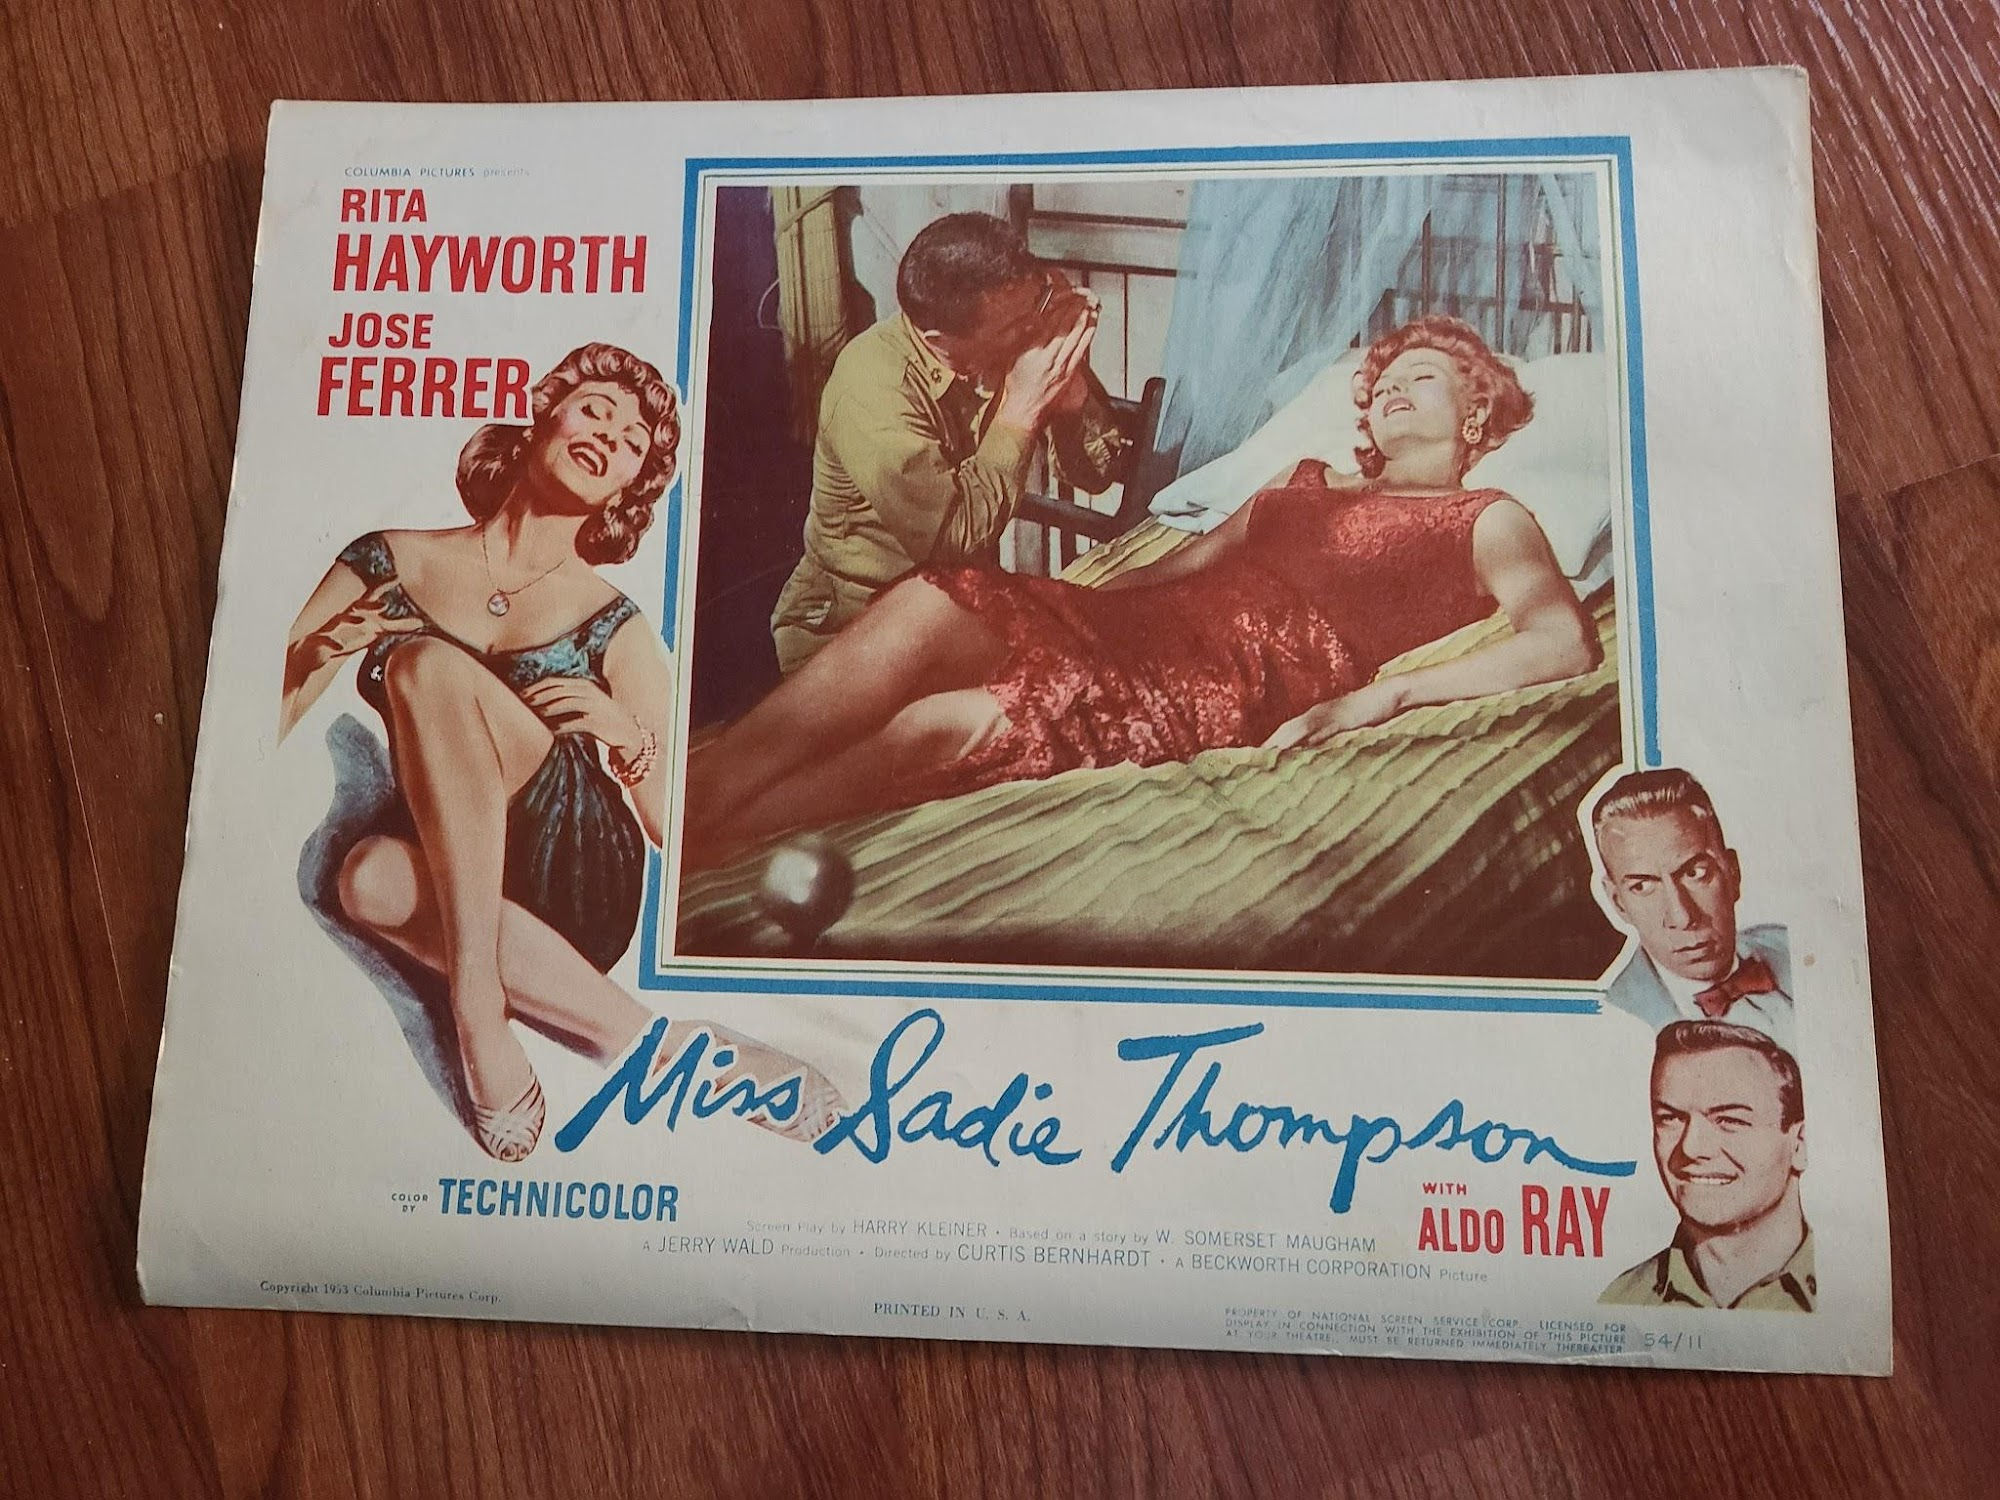 COLUMBIA PICTURES presents
RITA
HAYWORTH
JOSE
FERRER
Miss Sadie Thompson
COLOR BY TECHNICOLOR
WITH
ALDO RAY
Screen Play by HARRY KLEINER • Based on a story by W. SOMERSET MAUGHAM
A JERRY WALD Production • Directed by CURTIS BERNHARDT • A BECKWORTH CORPORATION Picture
Copyright 1953 Columbia Pictures Corp.
PRINTED IN U. S. A.
PROPERTY OF NATIONAL SCREEN SERVICE CORP. LICENSED FOR
DISPLAY IN CONNECTION WITH THE EXHIBITION OF THIS PICTURE
AT YOUR THEATRE. MUST BE RETURNED IMMEDIATELY THEREAFTER
54/11